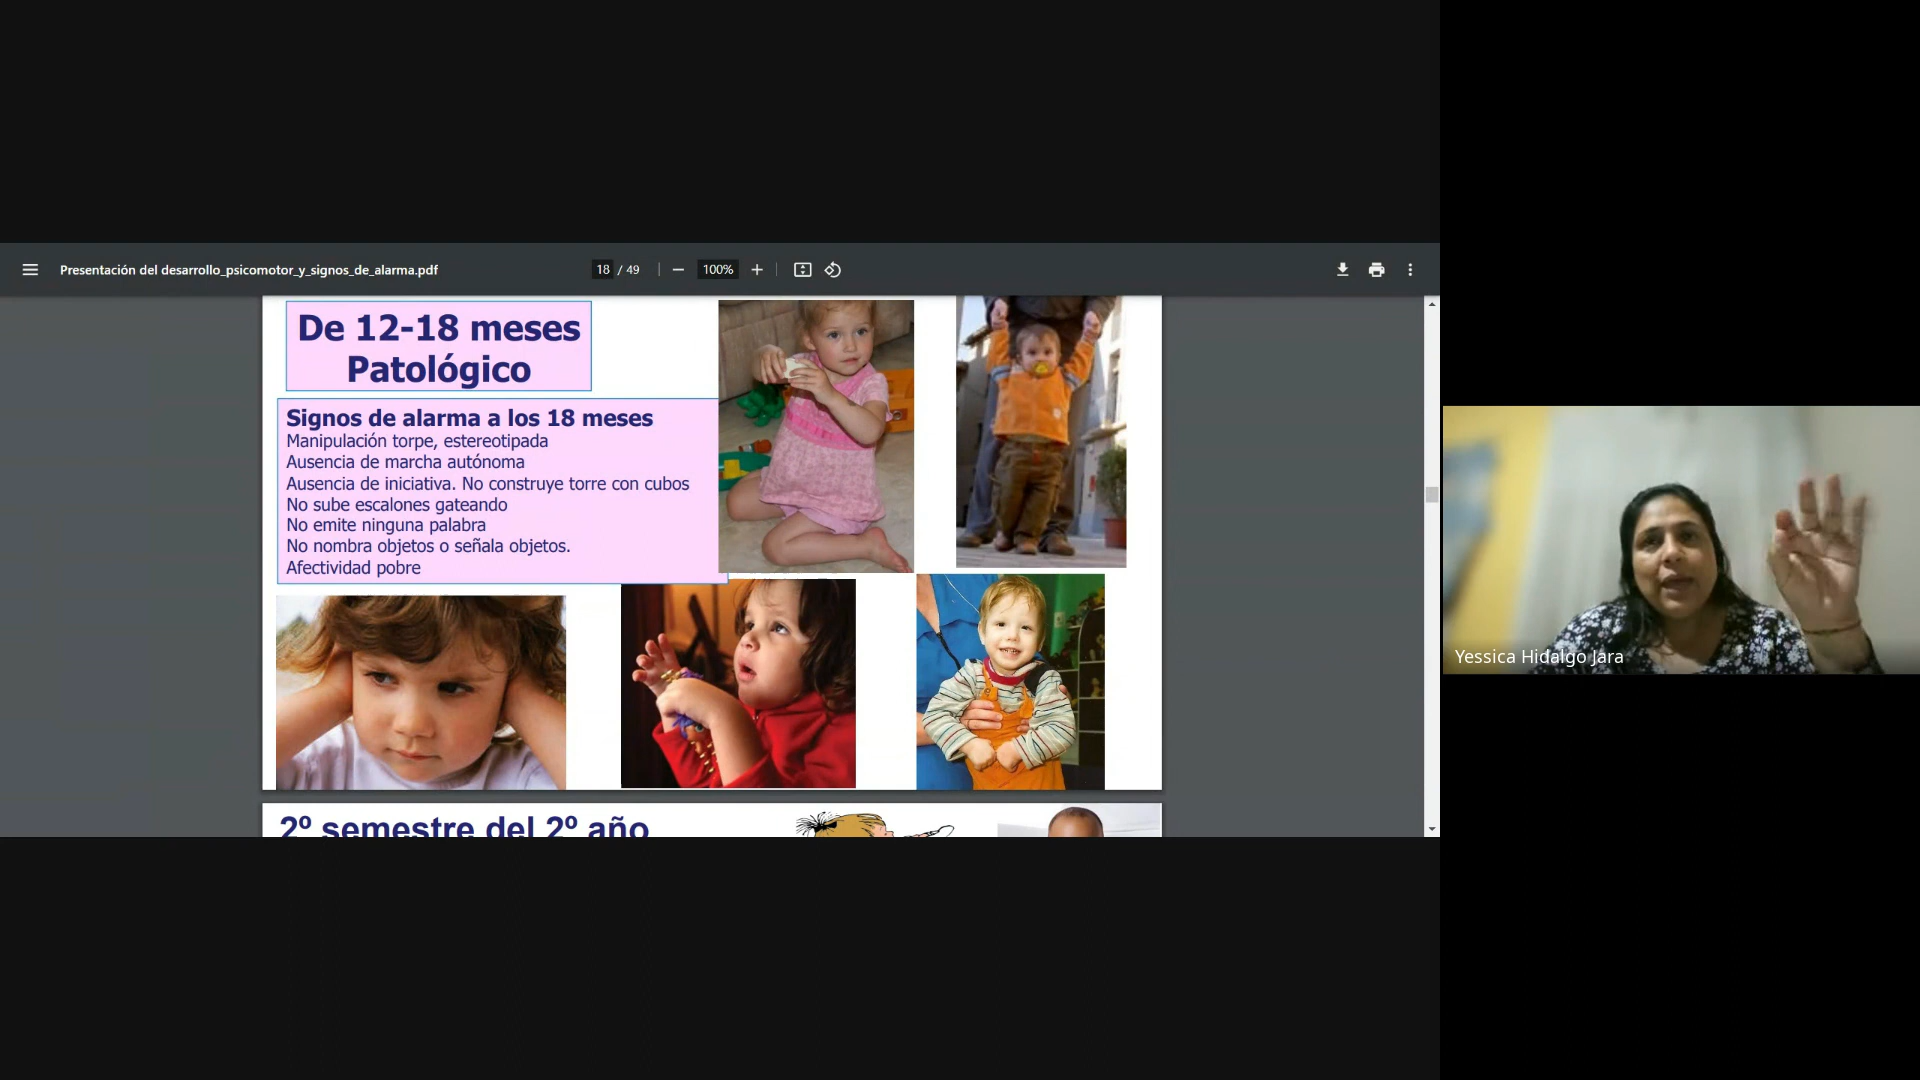 Presentación del desarrollo_psicomotor_y_signos_de_alarma.pdf
18 / 49
100%
De 12-18 meses
Patológico
Signos de alarma a los 18 meses
Manipulación torpe, estereotipada
Ausencia de marcha autónoma
Ausencia de iniciativa. No construye torre con cubos
No sube escalones gateando
No emite ninguna palabra
No nombra objetos o señala objetos.
Afectividad pobre
2º semestre del 2º año
Yessica Hidalgo Jara